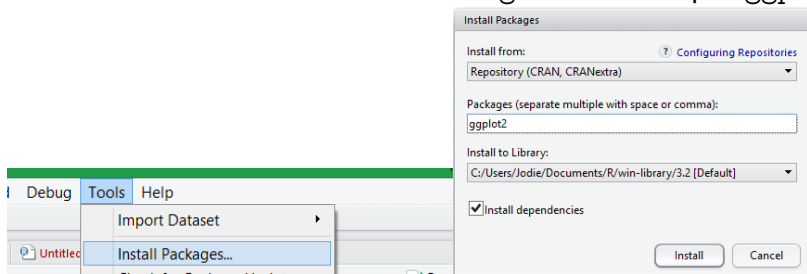 Install Packages
Install from:
? Configuring Repositories
Repository (CRAN, CRANextra)
Packages (separate multiple with space or comma):
ggplot2
Install to Library:
C:/Users/Jodie/Documents/R/win-library/3.2 [Default]
Install dependencies
Install Cancel
Debug Tools Help
Import Dataset
Untitled
Install Packages...